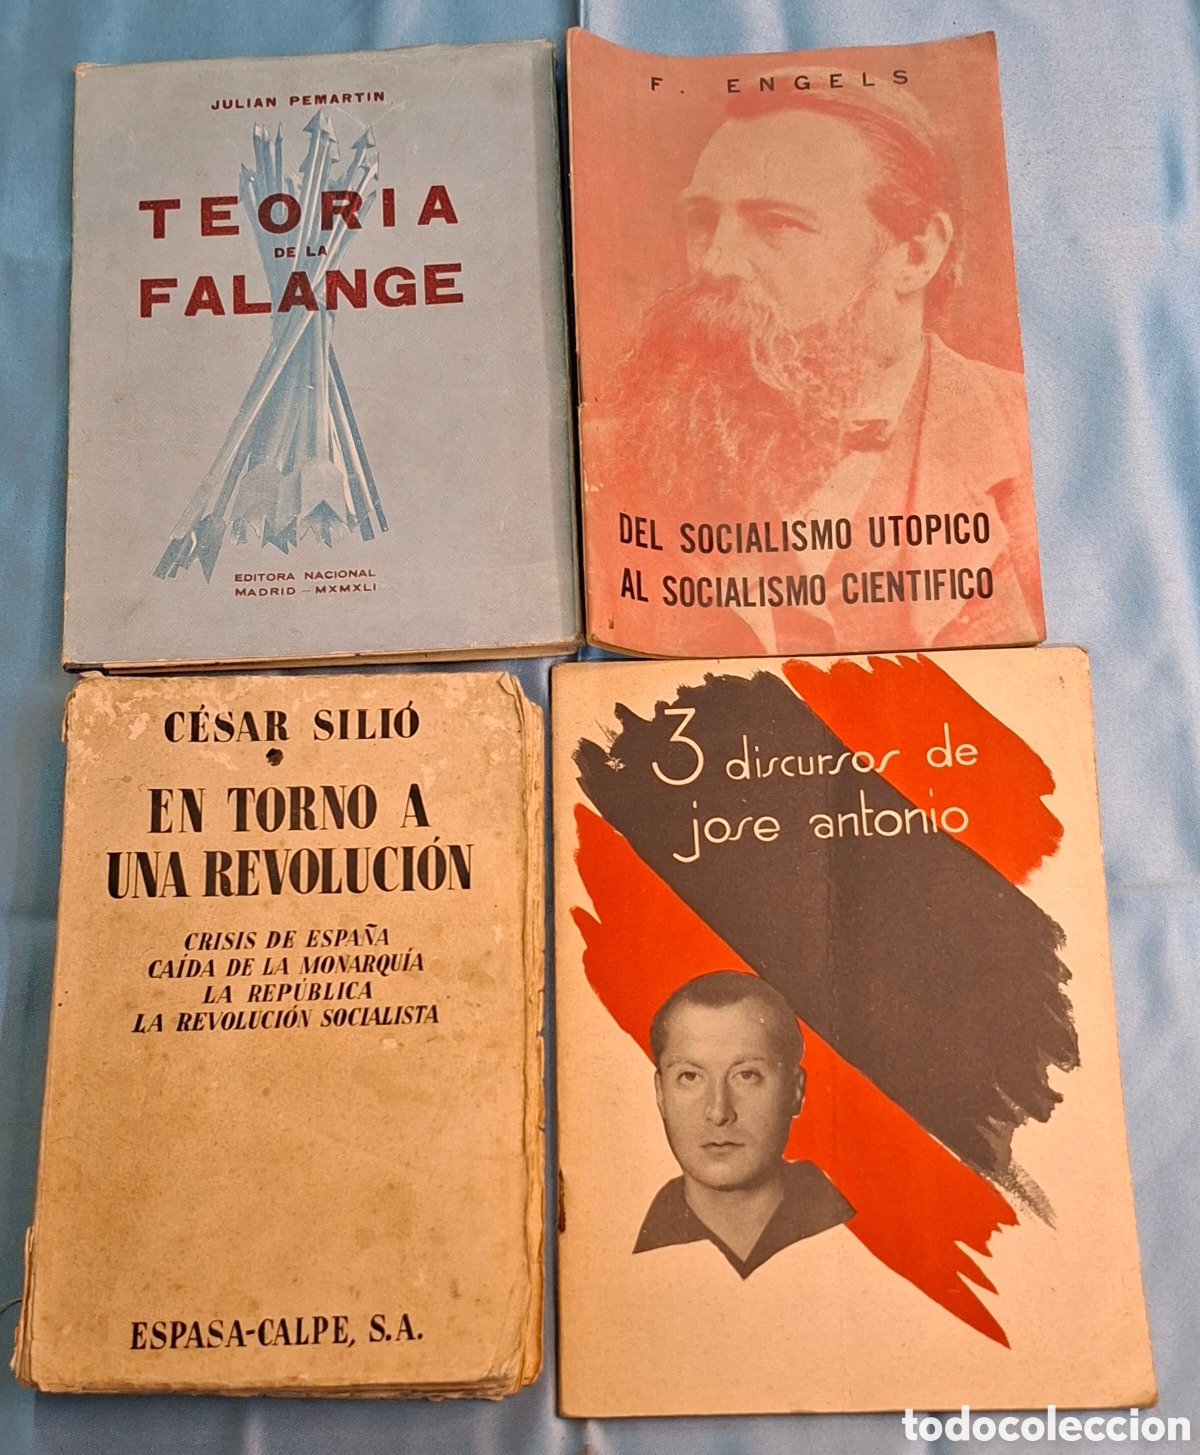 JULIAN PEMARTIN
TEORIA
DE LA
FALANGE
EDITORA NACIONAL
MADRID – MXMXLI
F. ENGELS
DEL SOCIALISMO UTOPICO
AL SOCIALISMO CIENTIFICO
CÉSAR SILIÓ
EN TORNO A
UNA REVOLUCIÓN
CRISIS DE ESPAÑA
CAÍDA DE LA MONARQUÍA
LA REPÚBLICA
LA REVOLUCIÓN SOCIALISTA
ESPASA-CALPE, S.A.
3 discursos de
jose antonio
todocoleccion